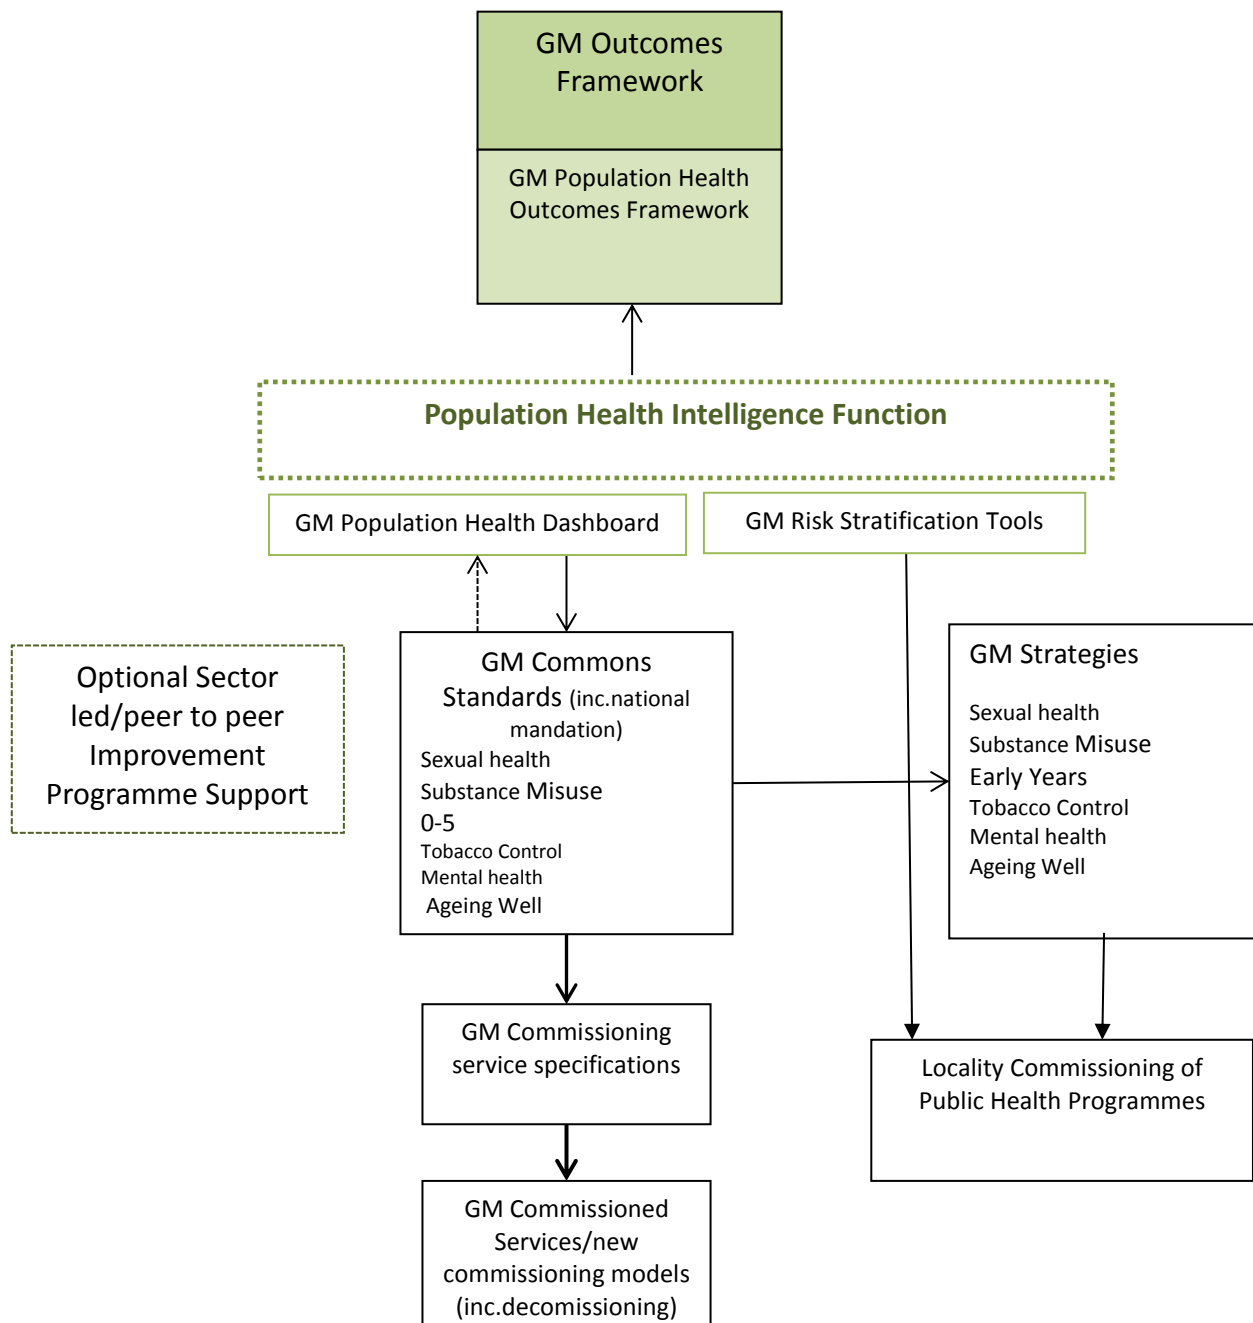 GM Outcomes
Framework
GM Population Health
Outcomes Framework
Population Health Intelligence Function
GM Population Health Dashboard
GM Risk Stratification Tools
Optional Sector
led/peer to peer
Improvement
Programme Support
GM Commons
Standards (inc.national
mandation)
Sexual health
Substance Misuse
0-5
Tobacco Control
Mental health
Ageing Well
GM Strategies
Sexual health
Substance Misuse
Early Years
Tobacco Control
Mental health
Ageing Well
GM Commissioning
service specifications
Locality Commissioning of
Public Health Programmes
GM Commissioned
Services/new
commissioning models
(inc.decomissioning)